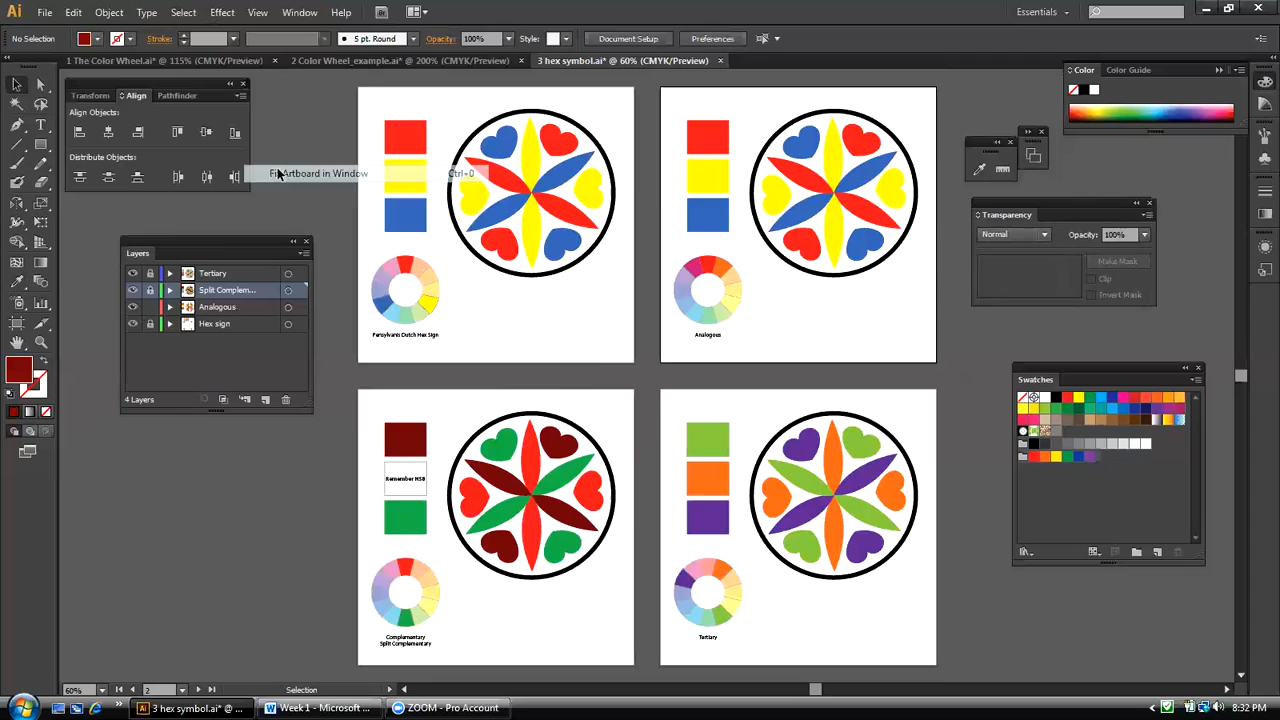 Ai File Edit Object Type Select Effect View Window Help Br Essentials
No Selection Stroke: 5 pt. Round Opacity: 100% Style: Document Setup Preferences
1 The Color Wheel.ai* @ 115% (CMYK/Preview) × 2 Color Wheel_example.ai* @ 200% (CMYK/Preview) × 3 hex symbol.ai* @ 60% (CMYK/Preview) ×
Transform Align Pathfinder
Align Objects:
Distribute Objects:
Artboard in Window Ctrl+0
Layers
Tertiary
Split Complem...
Analogous
Hex sign
4 Layers
Pensylvanis Dutch Hex Sign
Analogous
Remember HSB
Complementary
Split Complementary
Tertiary
Color Color Guide
Transparency
Normal Opacity: 100%
Make Mask
Clip
Invert Mask
Swatches
60% 2 Selection
Ai 3 hex symbol.ai* @ ... Week 1 - Microsoft ... ZOOM - Pro Account 8:32 PM